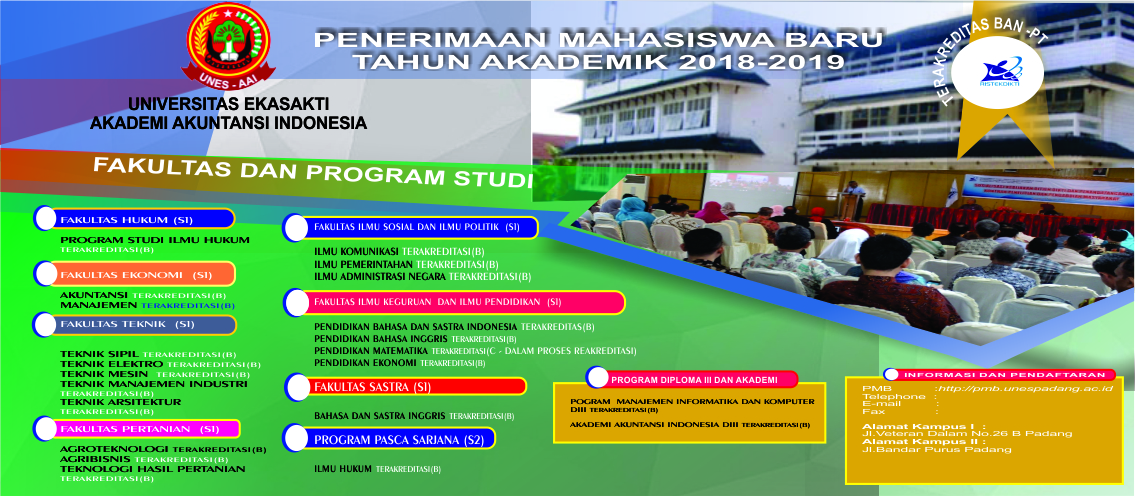 UNES - AAI
UNIVERSITAS EKASAKTI
AKADEMI AKUNTANSI INDONESIA
PENERIMAAN MAHASISWA BARU
TAHUN AKADEMIK 2018-2019
TERAKREDITAS BAN -PT
RISTEKDIKTI
FAKULTAS DAN PROGRAM STUDI
FAKULTAS HUKUM (S1)
PROGRAM STUDI ILMU HUKUM
TERAKREDITASI(B)
FAKULTAS EKONOMI (S1)
AKUNTANSI TERAKREDITASI(B)
MANAJEMEN TERAKREDITASI(B)
FAKULTAS TEKNIK (S1)
TEKNIK SIPIL TERAKREDITASI(B)
TEKNIK ELEKTRO TERAKREDITASI(B)
TEKNIK MESIN TERAKREDITASI(B)
TEKNIK MANAJEMEN INDUSTRI
TERAKREDITASI(B)
TEKNIK ARSITEKTUR
TERAKREDITASI(B)
FAKULTAS PERTANIAN (S1)
AGROTEKNOLOGI TERAKREDITASI(B)
AGRIBISNIS TERAKREDITASI(B)
TEKNOLOGI HASIL PERTANIAN
TERAKREDITASI(B)
FAKULTAS ILMU SOSIAL DAN ILMU POLITIK (S1)
ILMU KOMUNIKASI TERAKREDITASI(B)
ILMU PEMERINTAHAN TERAKREDITASI(B)
ILMU ADMINISTRASI NEGARA TERAKREDITASI(B)
FAKULTAS ILMU KEGURUAN DAN ILMU PENDIDIKAN (S1)
PENDIDIKAN BAHASA DAN SASTRA INDONESIA TERAKREDITAS(B)
PENDIDIKAN BAHASA INGGRIS TERAKREDITASI(B)
PENDIDIKAN MATEMATIKA TERAKREDITASI(C - DALAM PROSES REAKREDITASI)
PENDIDIKAN EKONOMI TERAKREDITASI(B)
FAKULTAS SASTRA (S1)
BAHASA DAN SASTRA INGGRIS TERAKREDITASI(B)
PROGRAM PASCA SARJANA (S2)
ILMU HUKUM TERAKREDITASI(B)
PROGRAM DIPLOMA III DAN AKADEMI
POGRAM MANAJEMEN INFORMATIKA DAN KOMPUTER
DIII TERAKREDITASI(B)
AKADEMI AKUNTANSI INDONESIA DIII TERAKREDITASI(B)
INFORMASI DAN PENDAFTARAN
PMB :http://pmb.unespadang.ac.id
Telephone :
E-mail :
Fax :
Alamat Kampus I :
Jl.Veteran Dalam No.26 B Padang
Alamat Kampus II :
Jl.Bandar Purus Padang